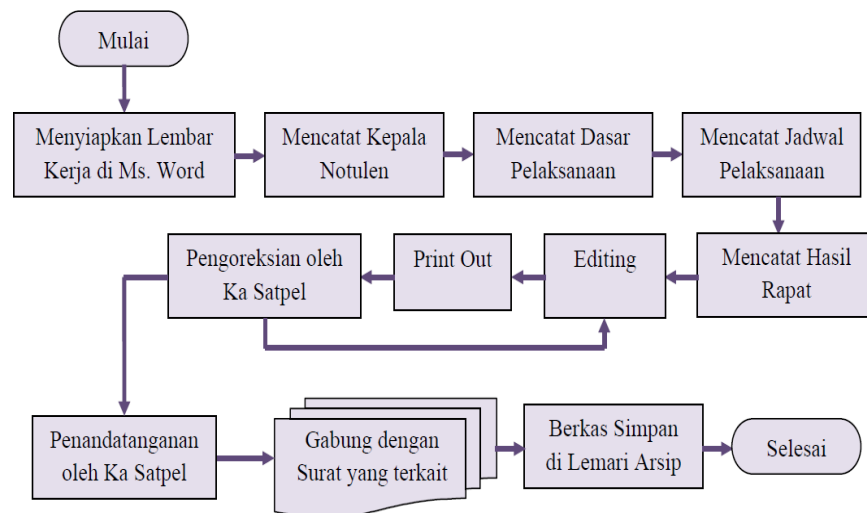 Mulai
Menyiapkan Lembar
Kerja di Ms. Word
Mencatat Kepala
Notulen
Mencatat Dasar
Pelaksanaan
Mencatat Jadwal
Pelaksanaan
Mencatat Hasil
Rapat
Editing
Print Out
Pengoreksian oleh
Ka Satpel
Penandatanganan
oleh Ka Satpel
Gabung dengan
Surat yang terkait
Berkas Simpan
di Lemari Arsip
Selesai